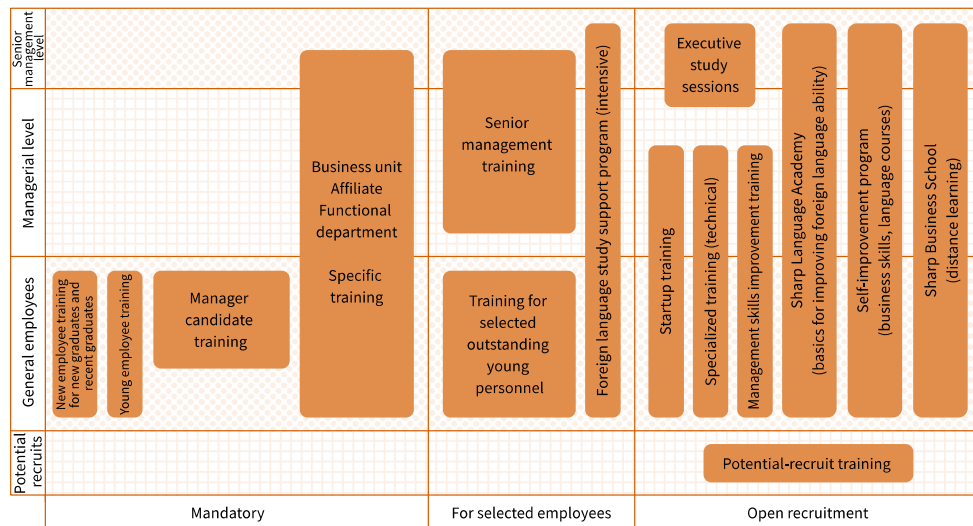 Senior
management
level
Managerial level
General employees
Potential
recruits
New employee training
for new graduates and
recent graduates
Young employee training
Manager
candidate
training
Business unit
Affiliate
Functional
department
Specific
training
Senior
management
training
Training for
selected
outstanding
young
personnel
Foreign language study support program (intensive)
Executive
study
sessions
Startup training
Specialized training (technical)
Management skills improvement training
Sharp Language Academy
(basics for improving foreign language ability)
Self-improvement program
(business skills, language courses)
Sharp Business School
(distance learning)
Potential-recruit training
Mandatory
For selected employees
Open recruitment